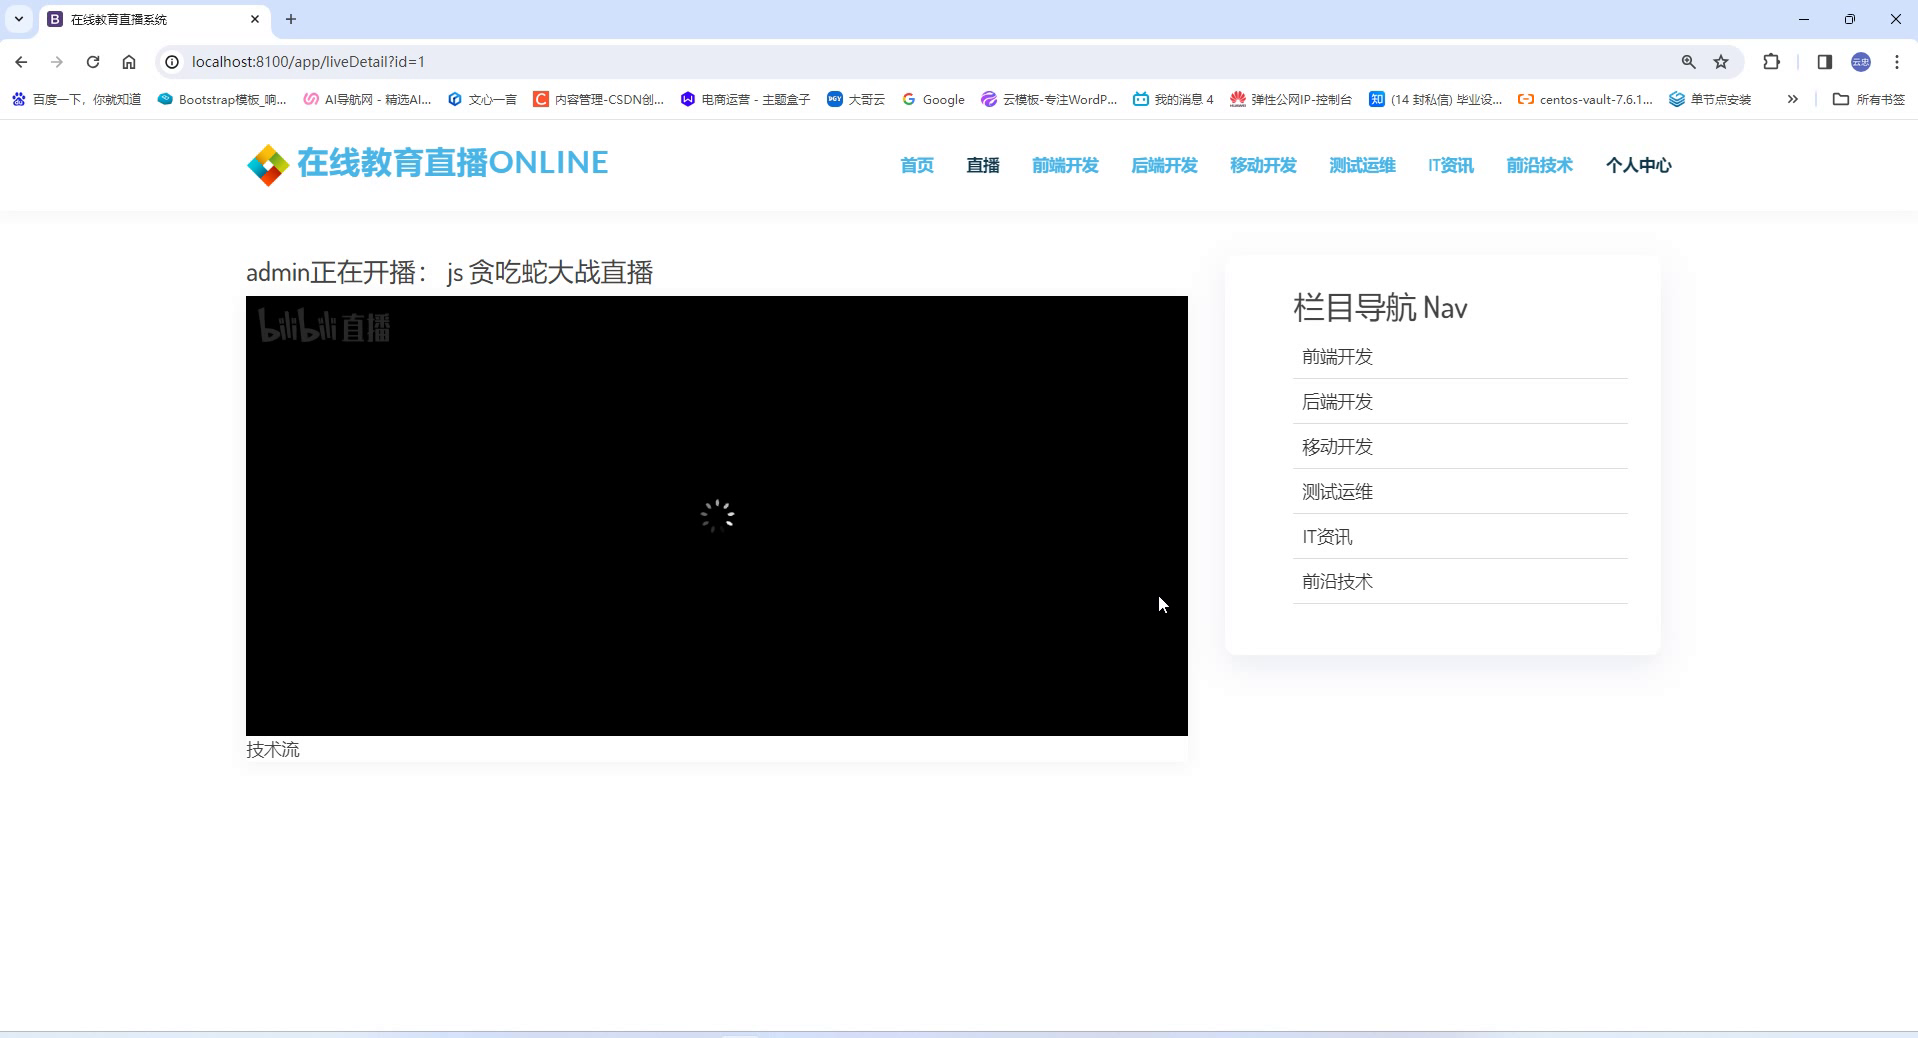 在线教育直播系统
localhost:8100/app/liveDetail?id=1
云忠
百度一下，你就知道 Bootstrap模板_响... AI导航网 - 精选AI... 文心一言 内容管理-CSDN创... 电商运营 - 主题盒子 大哥云 Google 云模板-专注WordP... 我的消息 4 弹性公网IP-控制台 (14 封私信) 毕业设... centos-vault-7.6.1... 单节点安装 所有书签
在线教育直播ONLINE 首页 直播 前端开发 后端开发 移动开发 测试运维 IT资讯 前沿技术 个人中心
admin正在开播： js 贪吃蛇大战直播
bilibili直播
技术流
栏目导航 Nav
前端开发
后端开发
移动开发
测试运维
IT资讯
前沿技术